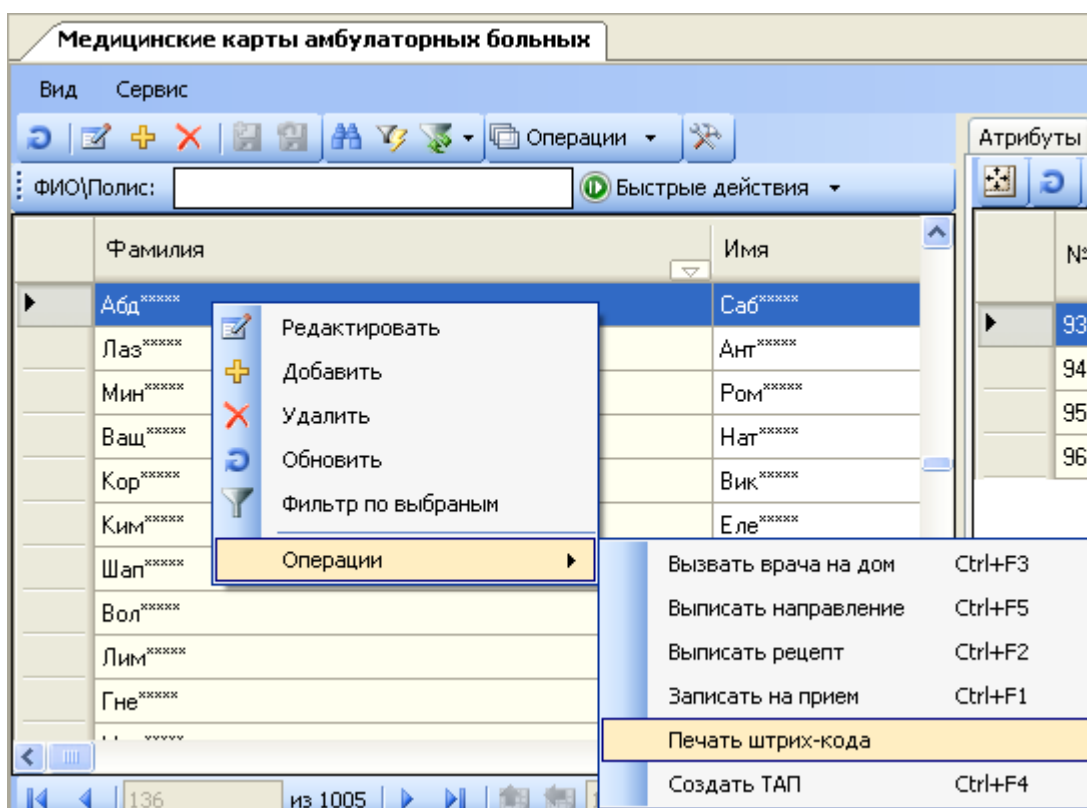 Медицинские карты амбулаторных больных
Вид Сервис
Операции
Атрибуты
ФИО\Полис: Быстрые действия
Фамилия Имя
№
Абд***** Саб*****
93
Лаз***** Ант*****
94
Мин***** Ром*****
95
Ващ***** Нат*****
96
Кор***** Вик*****
Ким***** Еле*****
Шап*****
Вол*****
Лим*****
Гне*****
Редактировать
Добавить
Удалить
Обновить
Фильтр по выбраным
Операции
Вызвать врача на дом Ctrl+F3
Выписать направление Ctrl+F5
Выписать рецепт Ctrl+F2
Записать на прием Ctrl+F1
Печать штрих-кода
Создать ТАП Ctrl+F4
136 из 1005